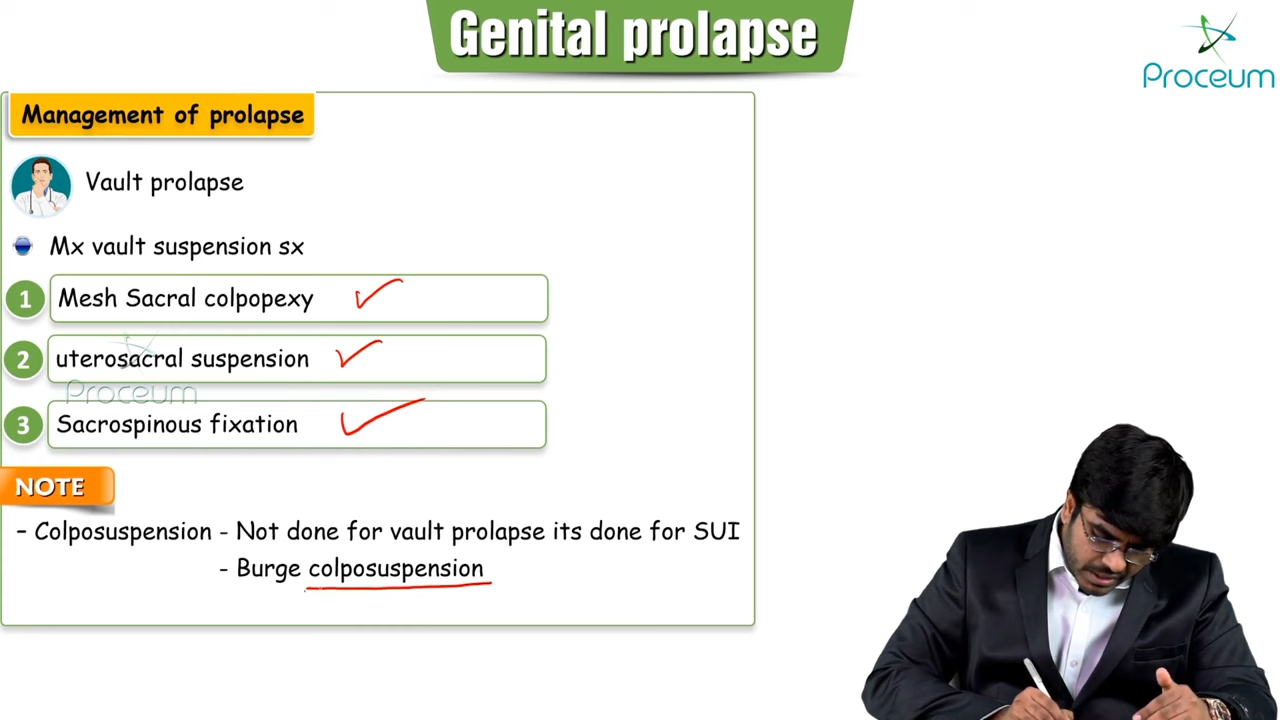 Genital prolapse
Proceum
Management of prolapse
Vault prolapse
Mx vault suspension sx
1 Mesh Sacral colpopexy
2 uterosacral suspension
Proceum
3 Sacrospinous fixation
NOTE
- Colposuspension - Not done for vault prolapse its done for SUI
- Burge colposuspension